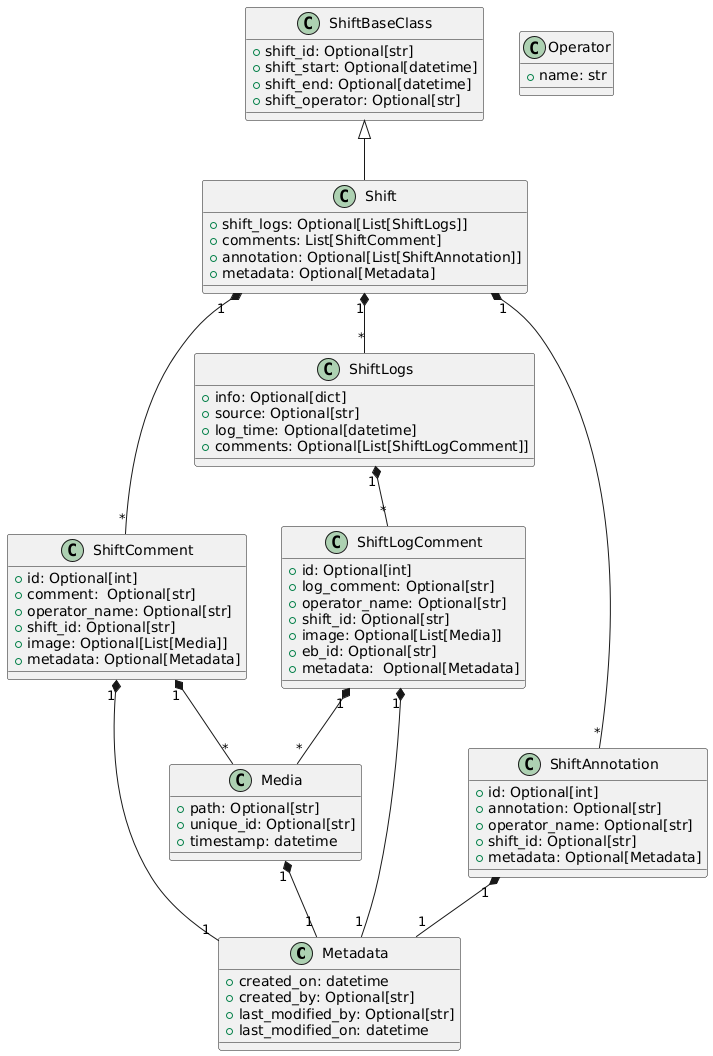 C ShiftBaseClass
shift_id: Optional[str]
shift_start: Optional[datetime]
shift_end: Optional[datetime]
shift_operator: Optional[str]
C Operator
name: str
C Shift
shift_logs: Optional[List[ShiftLogs]]
comments: List[ShiftComment]
annotation: Optional[List[ShiftAnnotation]]
metadata: Optional[Metadata]
1 1 1
*
C ShiftLogs
info: Optional[dict]
source: Optional[str]
log_time: Optional[datetime]
comments: Optional[List[ShiftLogComment]]
1
* *
C ShiftComment
id: Optional[int]
comment:  Optional[str]
operator_name: Optional[str]
shift_id: Optional[str]
image: Optional[List[Media]]
metadata: Optional[Metadata]
1 1
C ShiftLogComment
id: Optional[int]
log_comment: Optional[str]
operator_name: Optional[str]
shift_id: Optional[str]
image: Optional[List[Media]]
eb_id: Optional[str]
metadata:  Optional[Metadata]
1 1
* * *
C Media
path: Optional[str]
unique_id: Optional[str]
timestamp: datetime
1
C ShiftAnnotation
id: Optional[int]
annotation: Optional[str]
operator_name: Optional[str]
shift_id: Optional[str]
metadata: Optional[Metadata]
1
1 1 1 1
C Metadata
created_on: datetime
created_by: Optional[str]
last_modified_by: Optional[str]
last_modified_on: datetime